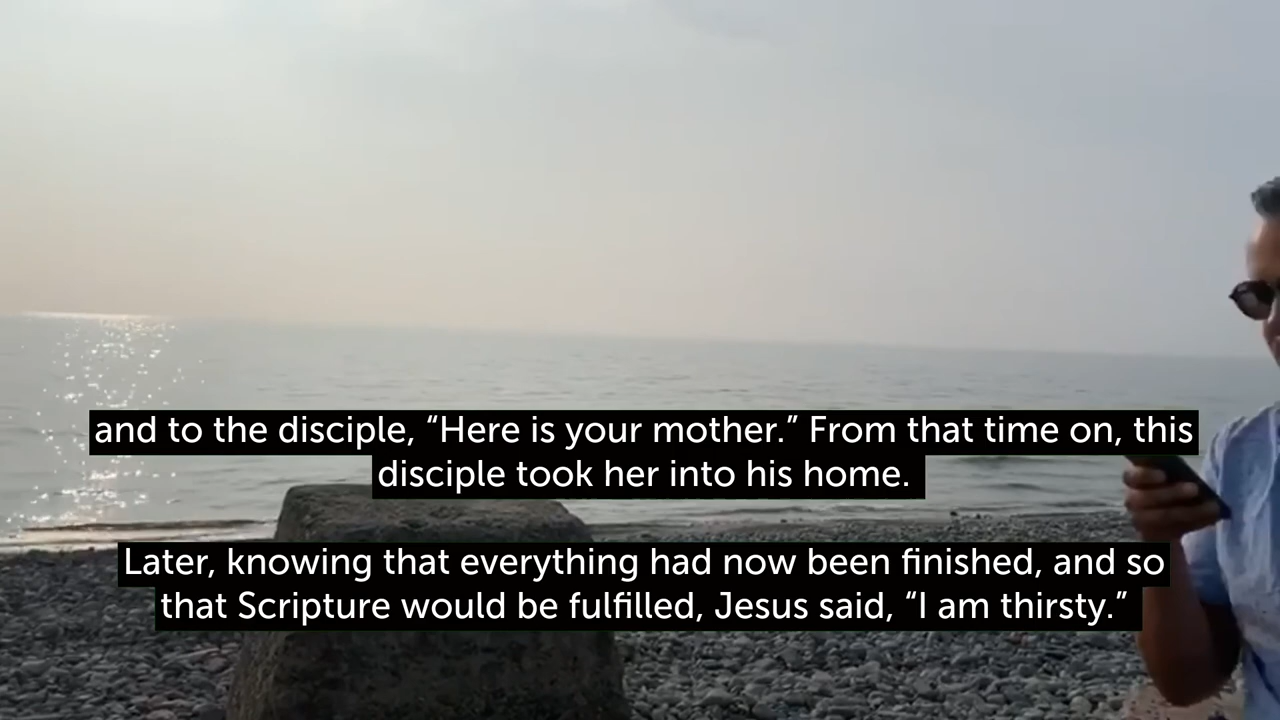 and to the disciple, “Here is your mother.” From that time on, this
disciple took her into his home.
Later, knowing that everything had now been finished, and so
that Scripture would be fulfilled, Jesus said, “I am thirsty.”